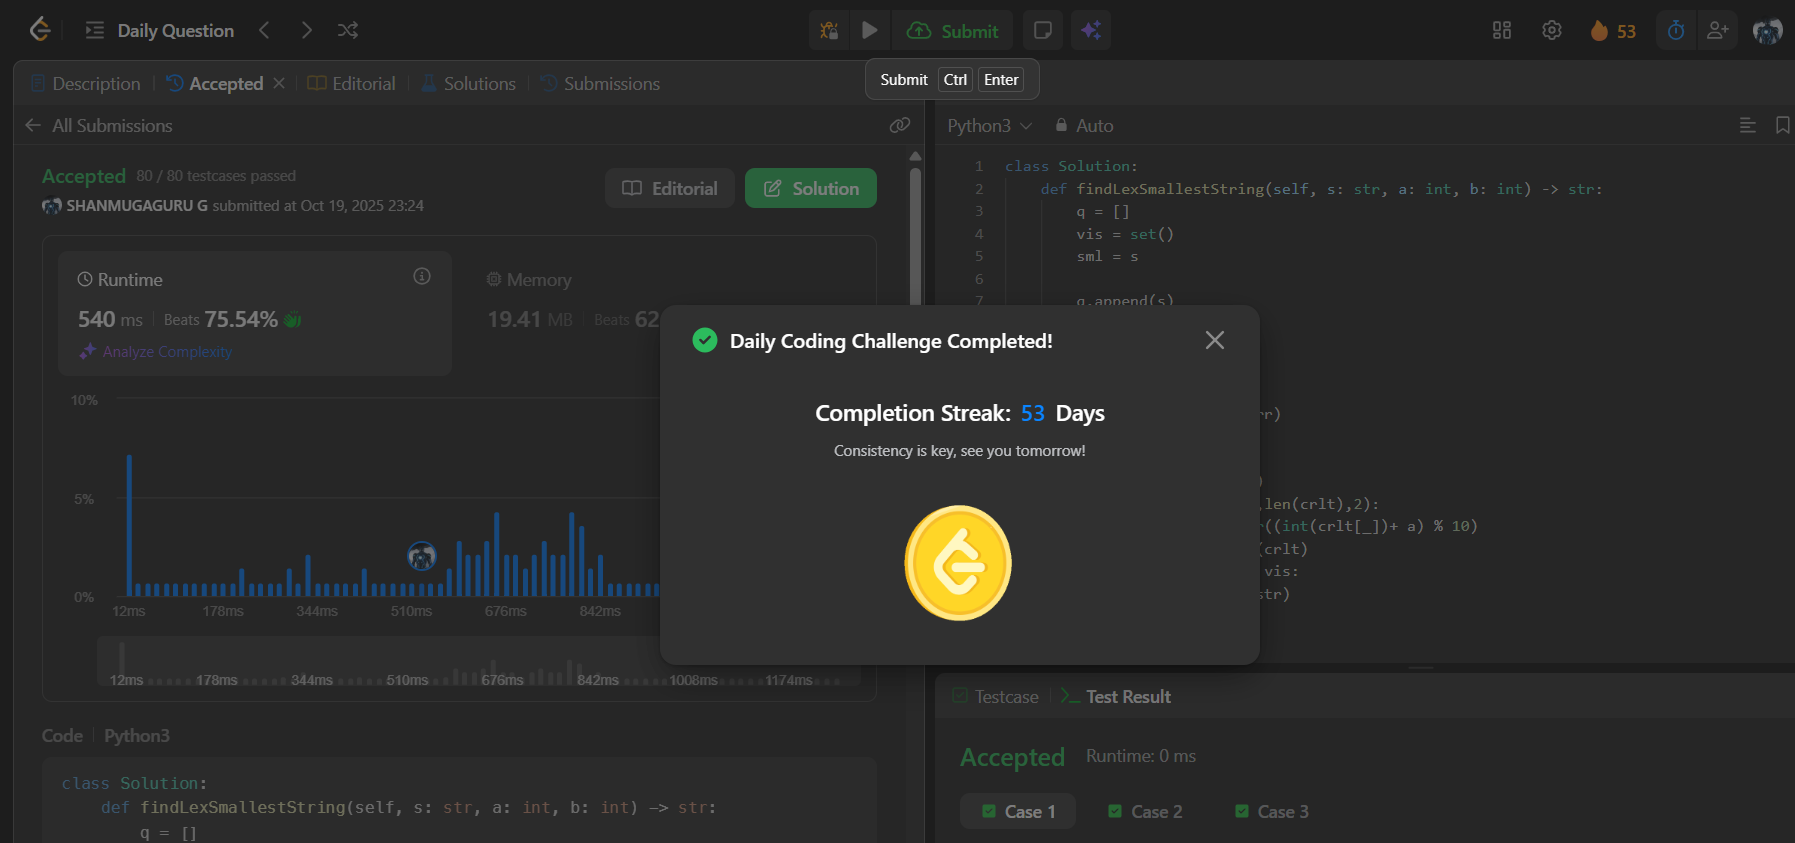 Daily Question
Submit
53
Submit Ctrl Enter
Description
Accepted
Editorial
Solutions
Submissions
All Submissions
Accepted 80 / 80 testcases passed
SHANMUGAGURU G submitted at Oct 19, 2025 23:24
Editorial
Solution
Runtime
540 ms Beats 75.54%
Analyze Complexity
Memory
19.41 MB Beats 62
10%
5%
0%
12ms 178ms 344ms 510ms 676ms 842ms
12ms 178ms 344ms 510ms 676ms 842ms 1008ms 1174ms
Code Python3
class Solution:
def findLexSmallestString(self, s: str, a: int, b: int) -> str:
q = []
Daily Coding Challenge Completed!
Completion Streak: 53 Days
Consistency is key, see you tomorrow!
Python3 Auto
1 class Solution:
2 def findLexSmallestString(self, s: str, a: int, b: int) -> str:
3 q = []
4 vis = set()
5 sml = s
6
7 q.append(s)
r)
)
,len(crlt),2):
r((int(crlt[_])+ a) % 10)
(crlt)
vis:
str)
Testcase
Test Result
Accepted Runtime: 0 ms
Case 1 Case 2 Case 3